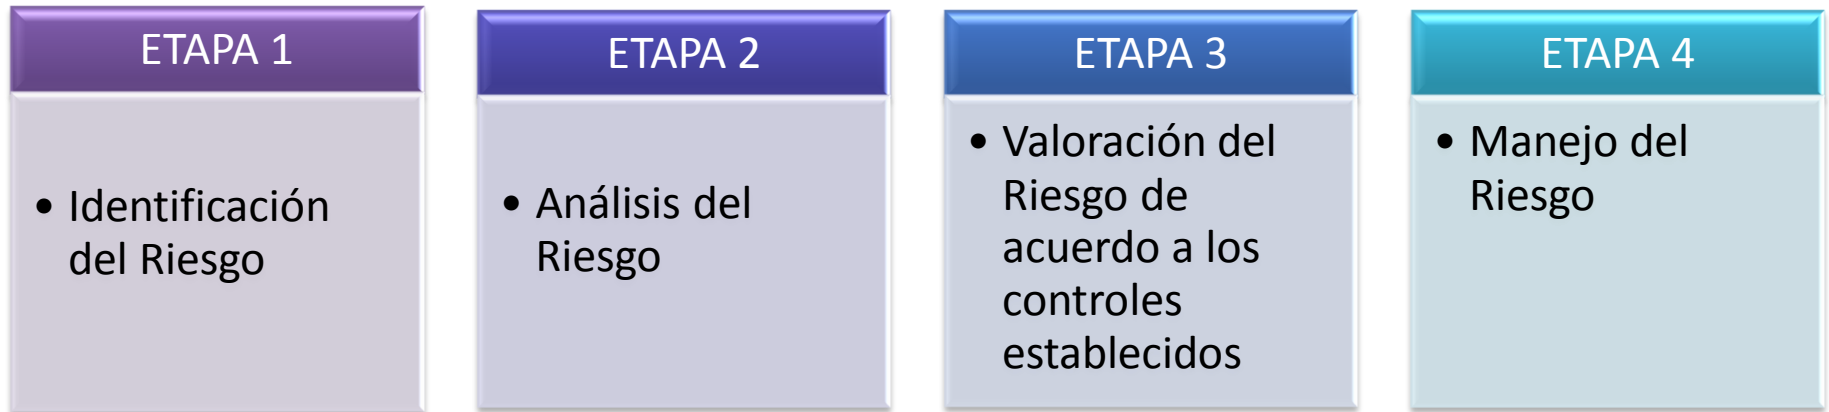 ETAPA 1
• Identificación
del Riesgo
ETAPA 2
• Análisis del
Riesgo
ETAPA 3
• Valoración del
Riesgo de
acuerdo a los
controles
establecidos
ETAPA 4
• Manejo del
Riesgo